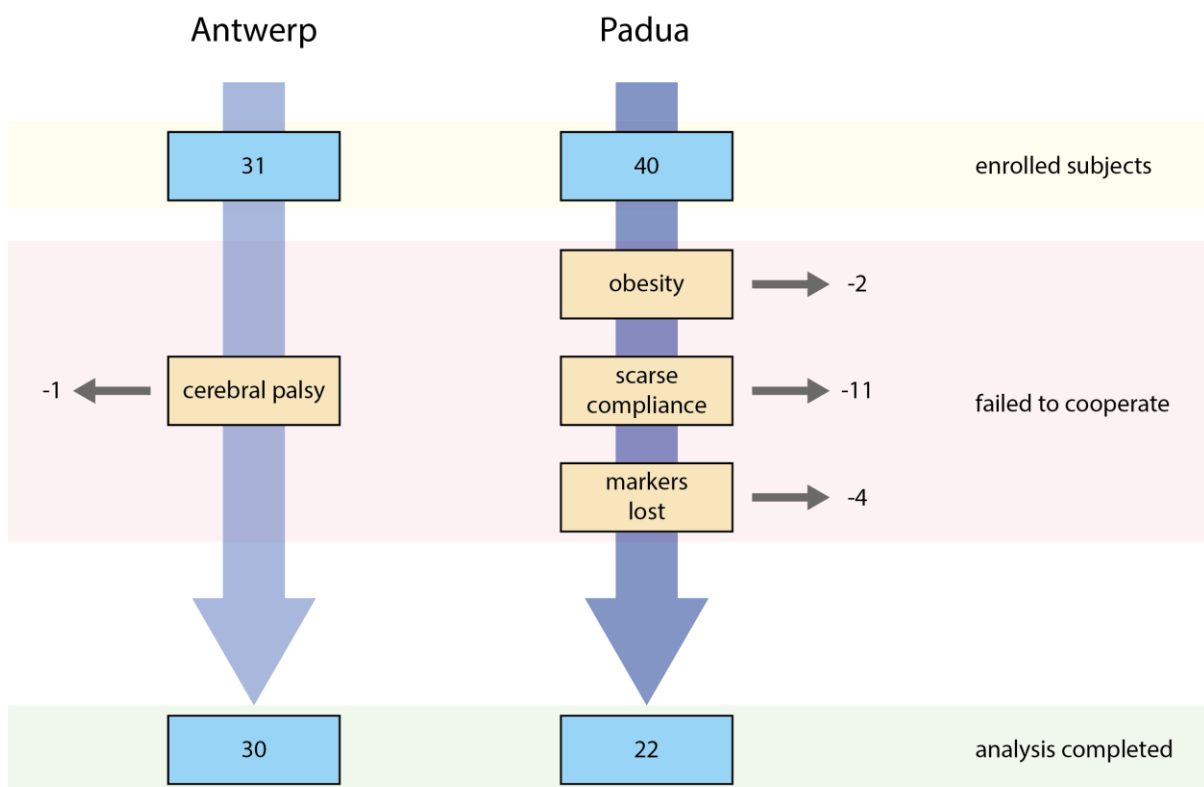 Antwerp
Padua
31
40
enrolled subjects
obesity
-2
-1
cerebral palsy
scarse
compliance
-11
failed to cooperate
markers
lost
-4
30
22
analysis completed